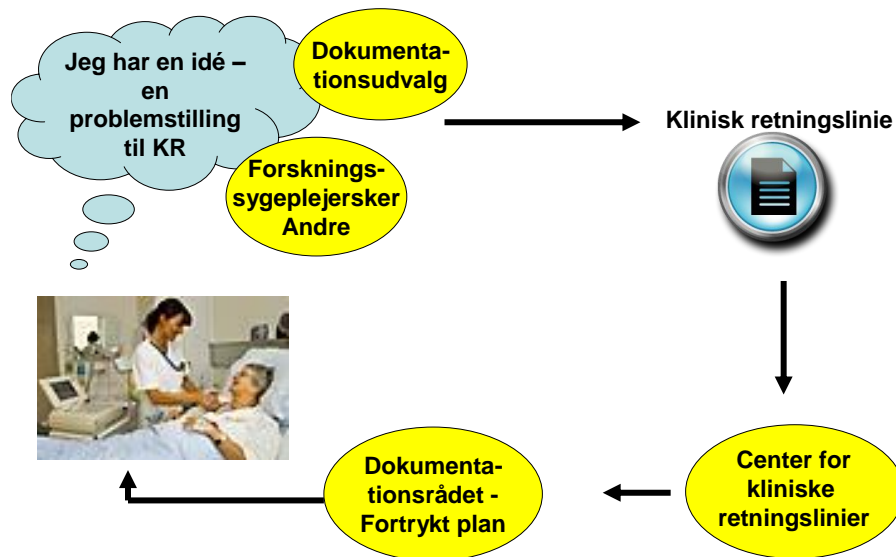 Jeg har en idé –
en
problemstilling
til KR
Dokumenta-
tionsudvalg
Forsknings-
sygeplejersker
Andre
Klinisk retningslinie
Center for
kliniske
retningslinier
Dokumenta-
tionsrådet -
Fortrykt plan